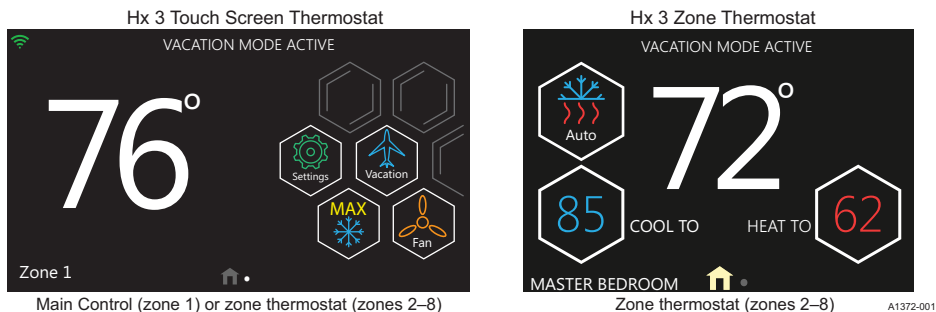 Hx 3 Touch Screen Thermostat
VACATION MODE ACTIVE
76°
Settings
Vacation
MAX
Fan
Zone 1
Main Control (zone 1) or zone thermostat (zones 2–8)
Hx 3 Zone Thermostat
VACATION MODE ACTIVE
Auto
72°
85 COOL TO
HEAT TO 62
MASTER BEDROOM
Zone thermostat (zones 2–8)
A1372-001